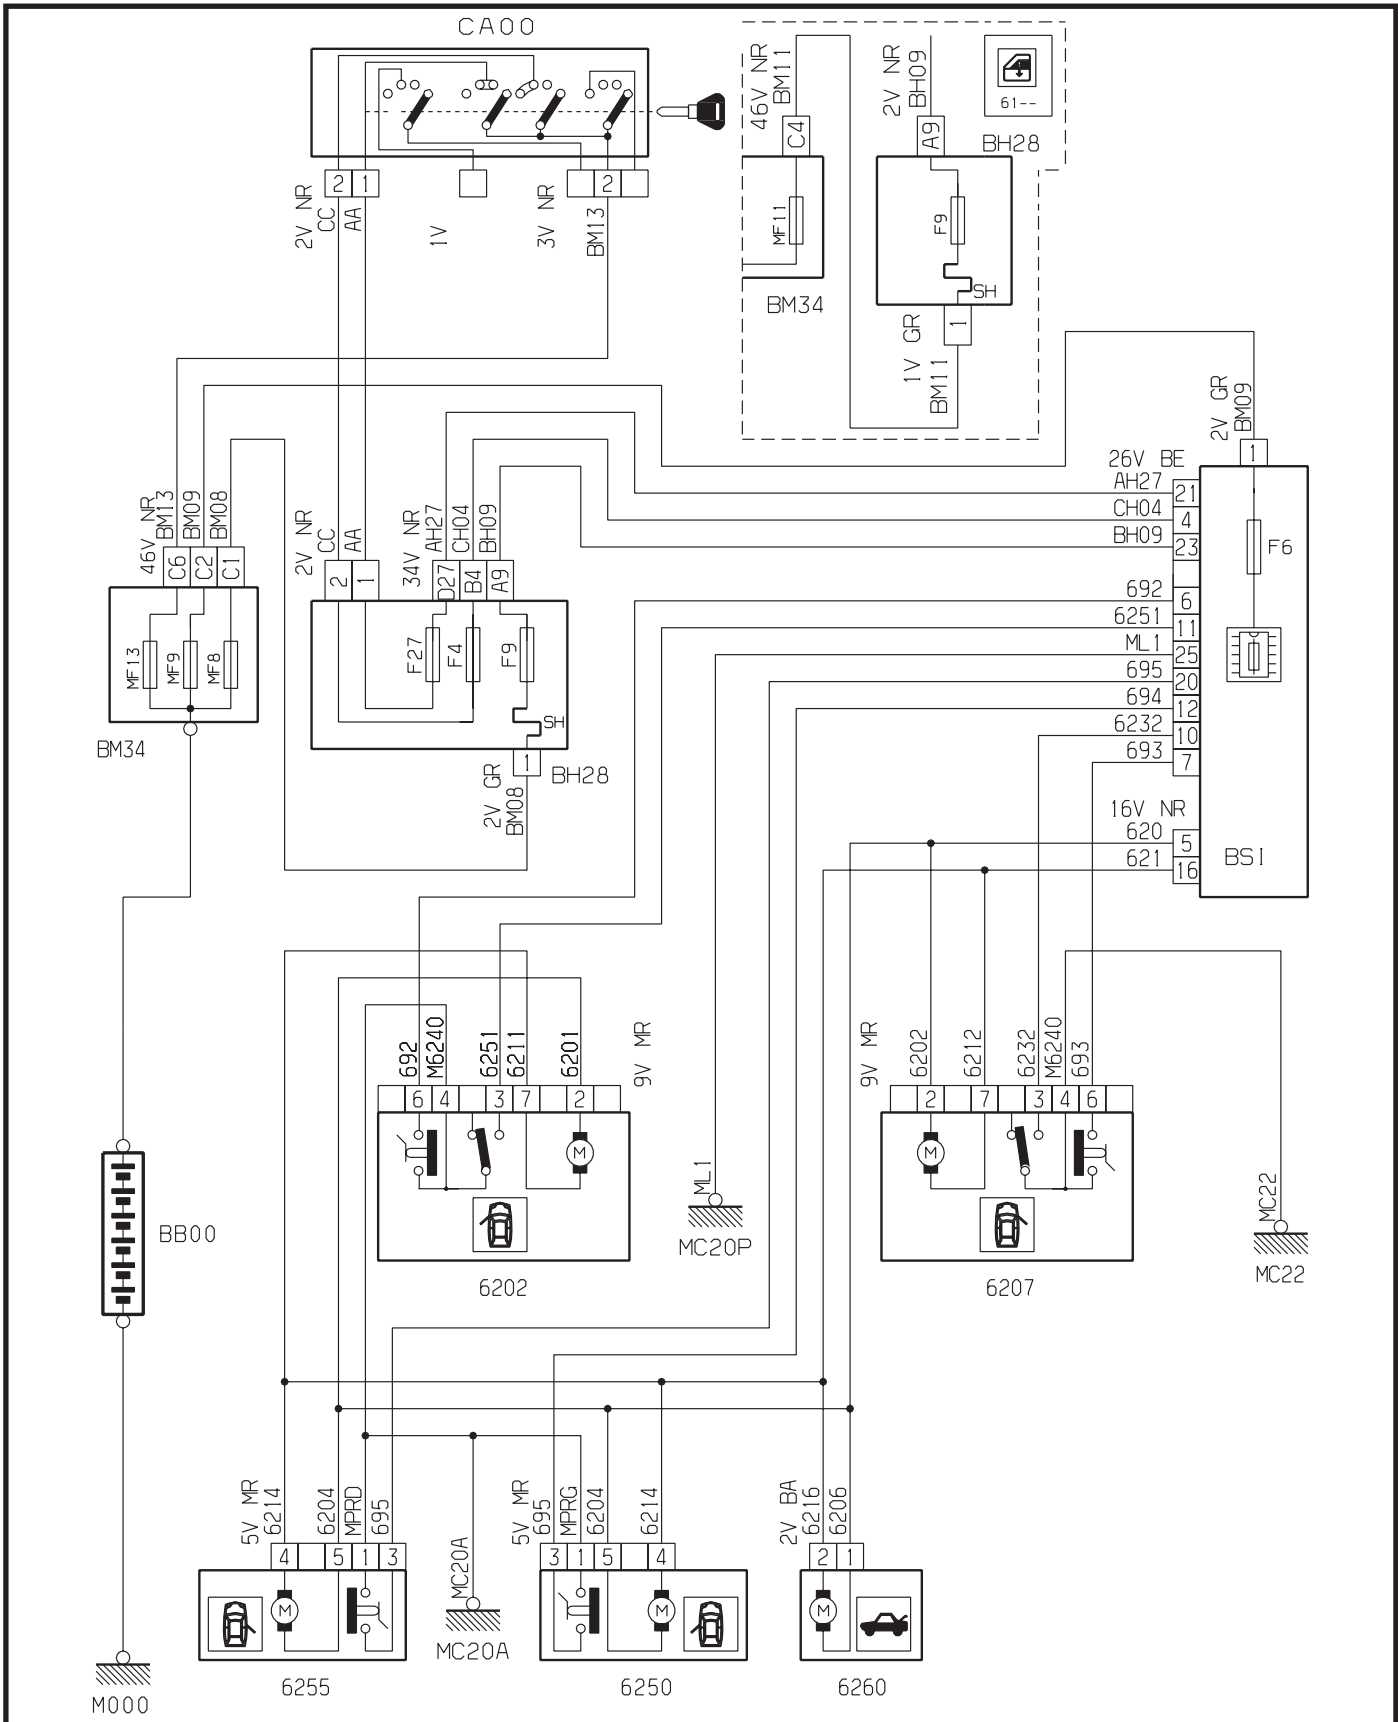 CA00
46V NR
BM11
2V NR
BH09
61--
C4
A9
BH28
2 1
2
2V NR
CC
AA
1V
3V NR
BM13
MF11
F9
SH
BM34
1
1V GR
BM11
2V GR
BM09
1
46V NR
BM13
BM09
BM08
C6 C2 C1
2V NR
CC
AA
2 1
34V NR
AH27
CH04
BH09
D27 B4 A9
26V BE
AH27 21
CH04 4
BH09 23
F6
692 6
6251 11
ML1 25
695 20
694 12
6232 10
693 7
MF13 MF9 MF8
F27 F4 F9
SH
BM34
1
BH28
2V GR
BM08
16V NR
620 5
621 16
BSI
692
M6240
6251
6211
6201
9V MR
6 4 3 7 2
M
9V MR
6202
6212
6232
M6240
693
2 7 3 4 6
M
ML1
MC20P
MC22
MC22
BB00
6202
6207
5V MR
6214
6204
MPRD
695
4 5 1 3
M
MC20A
MC20A
5V MR
695
MPRG
6204
6214
3 1 5 4
M
2V BA
6216
6206
2 1
M
M000
6255
6250
6260